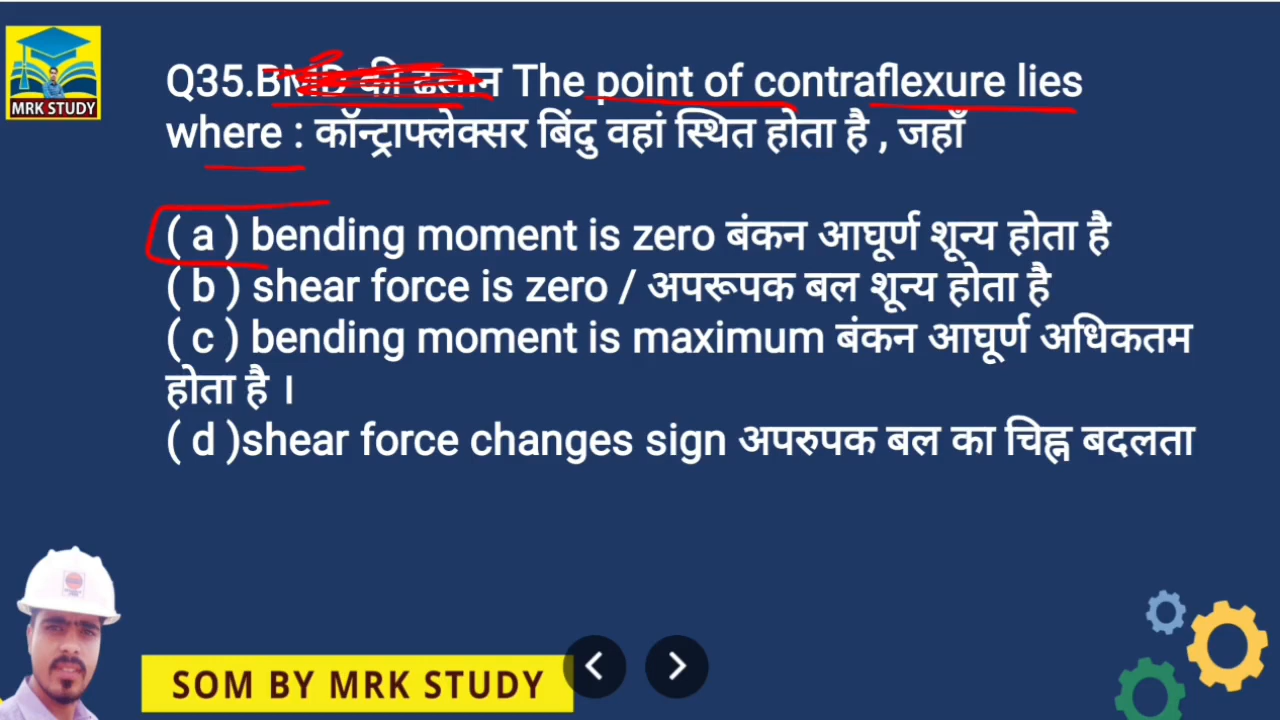 MRK STUDY
Q35.BMD की ढलान The point of contraflexure lies
where : कॉन्ट्राफ्लेक्सर बिंदु वहां स्थित होता है , जहाँ
( a ) bending moment is zero बंकन आघूर्ण शून्य होता है
( b ) shear force is zero / अपरूपक बल शून्य होता है
( c ) bending moment is maximum बंकन आघूर्ण अधिकतम
होता है ।
( d )shear force changes sign अपरुपक बल का चिह्न बदलता
SOM BY MRK STUDY